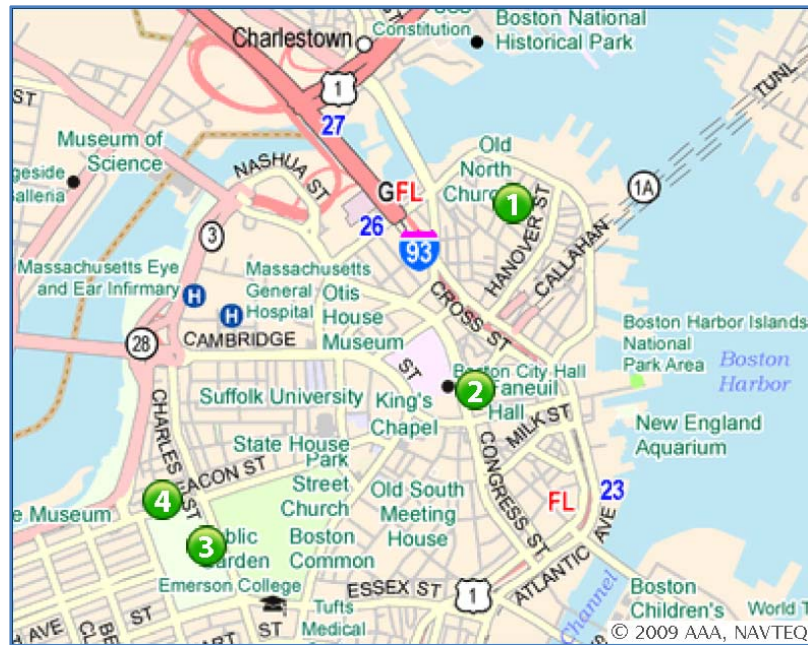 Boston National
Historical Park
Constitution
Charlestown
1
27
TUNL
Museum of
Science
NASHUA ST
Old
North
1
1A
FL
26
93
HANOVER ST
CALLAHAN
3
geside
Galleria
Massachusetts Eye
and Ear Infirmary
H
H
Massachusetts
General
Hospital
Otis
House
Museum
CROSS ST
28
CAMBRIDGE
ST
Boston Harbor Islands
National
Park Area
Boston
Harbor
Boston City Hall
2
Faneuil
Hall
Suffolk University
King's
Chapel
MILK ST
New England
Aquarium
CHARLES ST
State House
Park
Street
Church
BEACON ST
CONGRESS ST
4
e Museum
Old South
Meeting
House
FL
23
3
Public
Garden
Boston
Common
ATLANTIC AVE
Emerson College
ESSEX ST
1
Channel
Boston
Children's
World T
Tufts
Medical
H AVE
ST
ST
© 2009 AAA, NAVTEQ